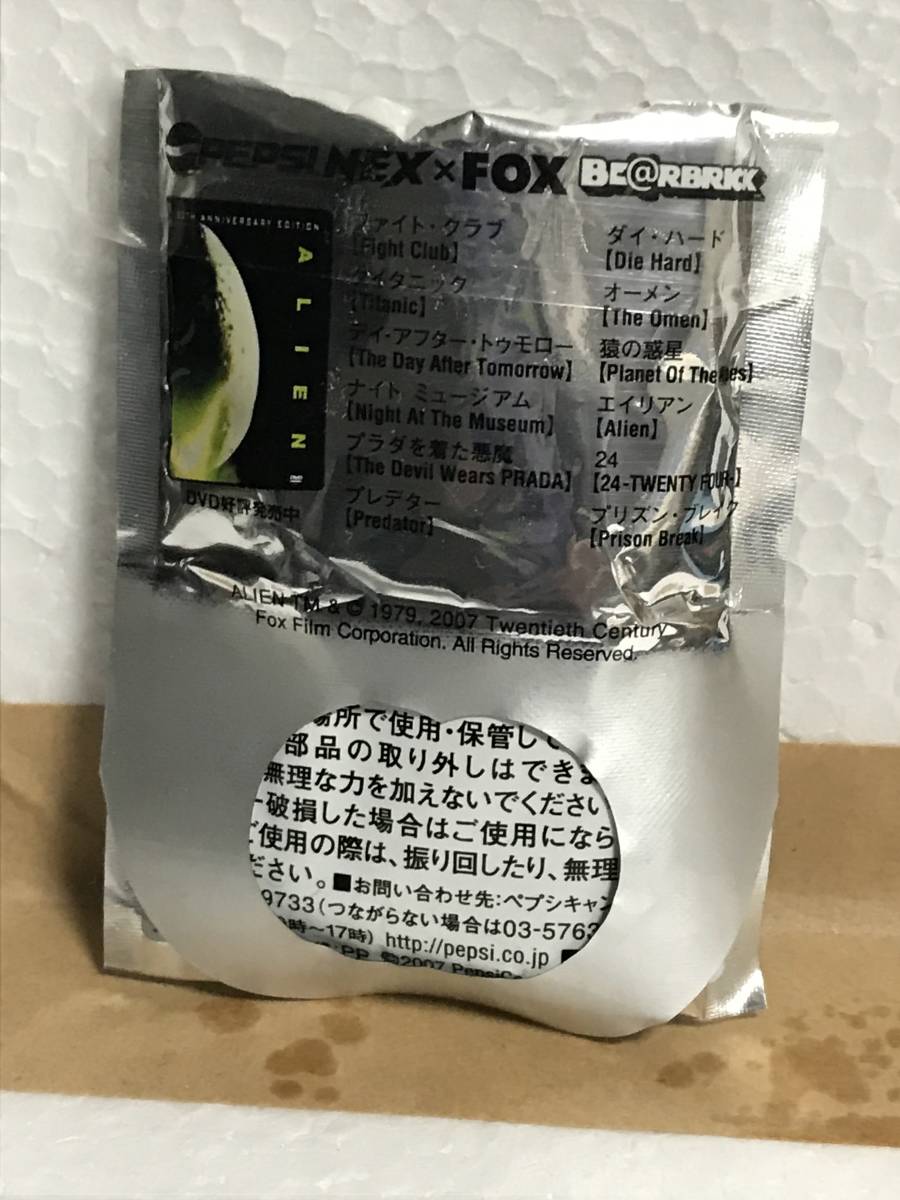 PEPSI NEX × FOX BE@RBRICK
TH ANNIVERSARY EDITION
ALIEN
DVD
DVD好評発売中
ファイト・クラブ
[Fight Club]
タイタニック
[Titanic]
デイ・アフター・トゥモロー
[The Day After Tomorrow]
ナイト ミュージアム
[Night At The Museum]
プラダを着た悪魔
[The Devil Wears PRADA]
プレデター
[Predator]
ダイ・ハード
[Die Hard]
オーメン
[The Omen]
猿の惑星
[Planet Of The Apes]
エイリアン
[Alien]
24
[24-TWENTY FOUR-]
プリズン・ブレイク
[Prison Break]
ALIEN TM & © 1979, 2007 Twentieth Century
Fox Film Corporation. All Rights Reserved.
場所で使用・保管して
部品の取り外しはできま
無理な力を加えないでください
一破損した場合はご使用になら
ご使用の際は、振り回したり、無理
ださい。■お問い合わせ先:ペプシキャン
9733(つながらない場合は03-5763
時〜17時) http://pepsi.co.jp ■
PP ©2007 PepsiCo